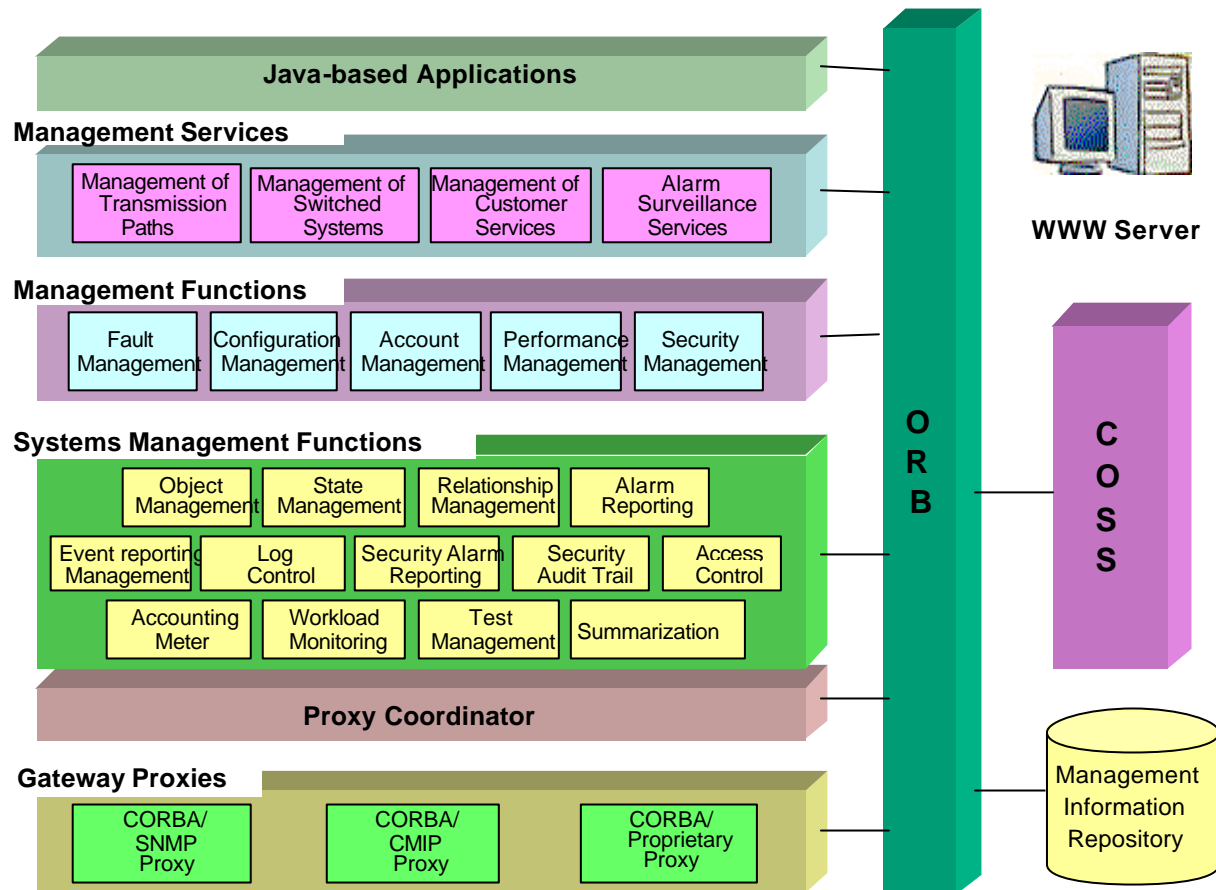 Java-based Applications
Management Services
Management of
Transmission
Paths
Management of
Switched
Systems
Management of
Customer
Services
Alarm
Surveillance
Services
WWW Server
Management Functions
Fault
Management
Configuration
Management
Account
Management
Performance
Management
Security
Management
Systems Management Functions
Object
Management
State
Management
Relationship
Management
Alarm
Reporting
Event reporting
Management
Log
Control
Security Alarm
Reporting
Security
Audit Trail
Access
Control
Accounting
Meter
Workload
Monitoring
Test
Management
Summarization
Proxy Coordinator
Gateway Proxies
CORBA/
SNMP
Proxy
CORBA/
CMIP
Proxy
CORBA/
Proprietary
Proxy
O
R
B
C
O
S
S
Management
Information
Repository